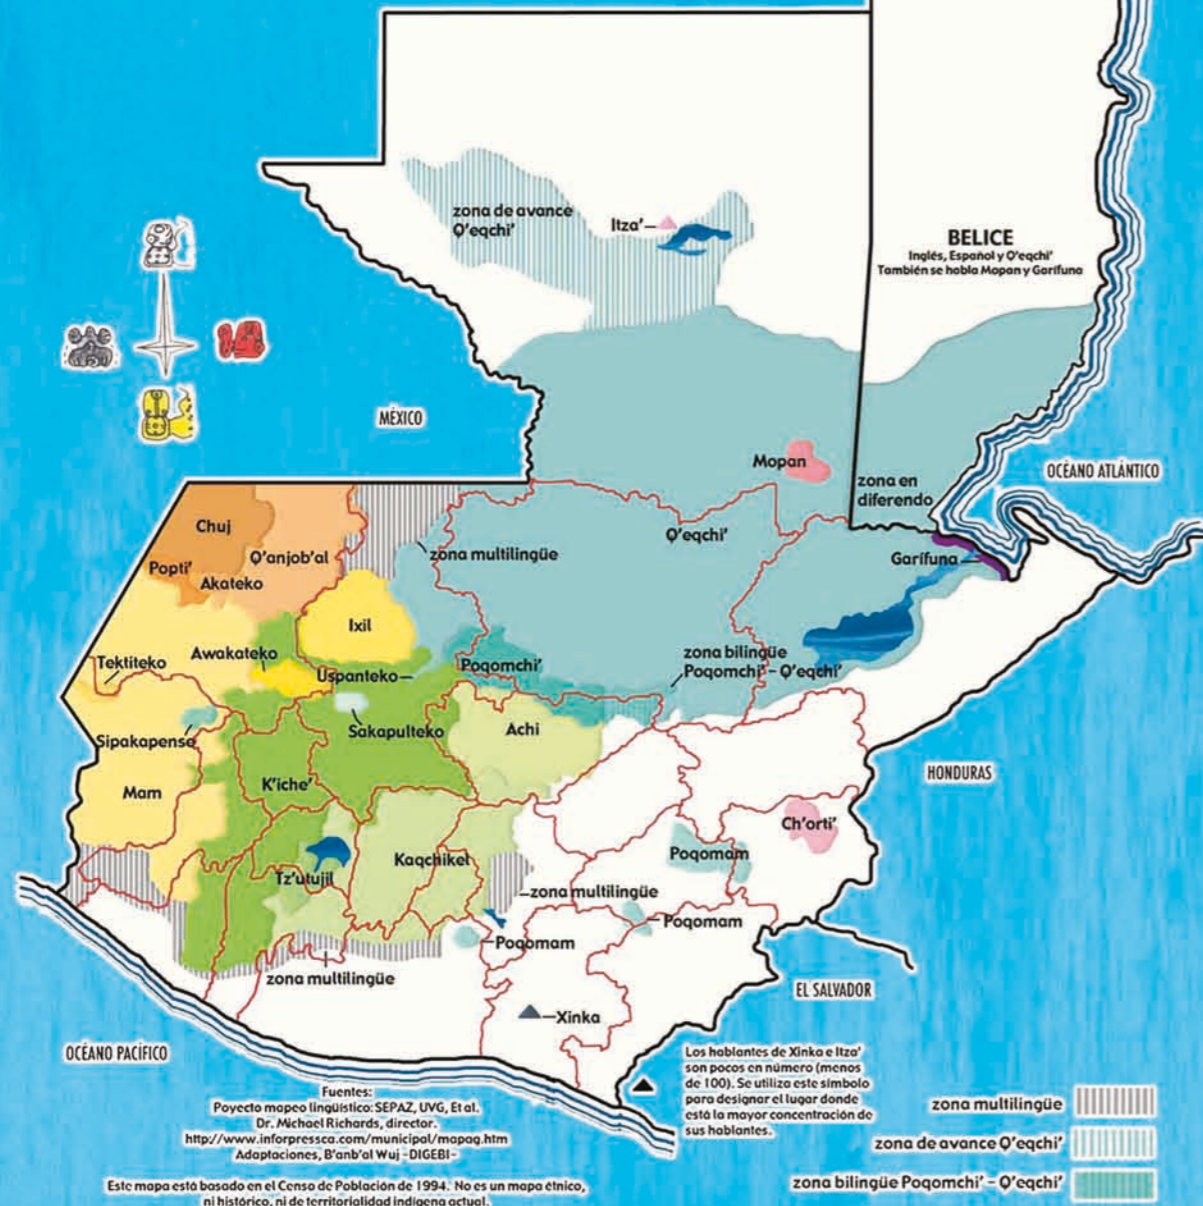 zona de avance
Q'eqchi'
Itza'
BELICE
Inglés, Español y Q'eqchi'
También se habla Mopan y Garífuna
MÉXICO
Mopan
zona en
diferendo
OCÉANO ATLÁNTICO
Chuj
Q'anjob'al
zona multilingüe
Q'eqchi'
Garífuna
Popti'
Akateko
Ixil
Tektiteko
Awakateko
Uspanteko
Poqomchi'
zona bilingüe
Poqomchi' - Q'eqchi'
Sipakapense
Sakapulteko
Achi
Mam
K'iche'
HONDURAS
Ch'orti'
Tz'utujil
Kaqchikel
Poqomam
zona multilingüe
Poqomam
Poqomam
zona multilingüe
Xinka
EL SALVADOR
OCÉANO PACÍFICO
Los hablantes de Xinka e Itza'
son pocos en número (menos
de 100). Se utiliza este símbolo
para designar el lugar donde
está la mayor concentración de
sus hablantes.
Fuentes:
Poyecto mapeo lingüístico: SEPAZ, UVG, Et al.
Dr. Michael Richards, director.
http://www.inforpressca.com/municipal/mapag.htm
Adaptaciones, B'anb'al Wuj -DIGEBI-
Este mapa está basado en el Censo de Población de 1994. No es un mapa étnico,
ni histórico, ni de territorialidad indígena actual.
zona multilingüe
zona de avance Q'eqchi'
zona bilingüe Poqomchi' - Q'eqchi'